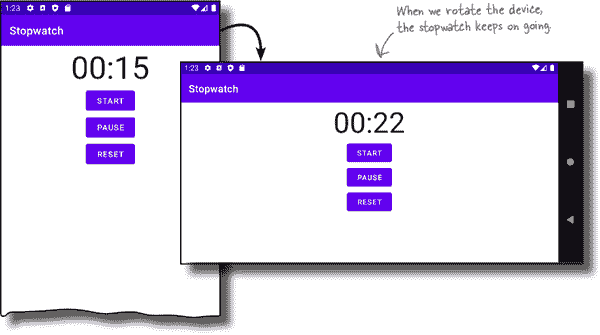 1:23
Stopwatch
00:15
START
PAUSE
RESET
When we rotate the device,
the stopwatch keeps on going.
1:23
Stopwatch
00:22
START
PAUSE
RESET